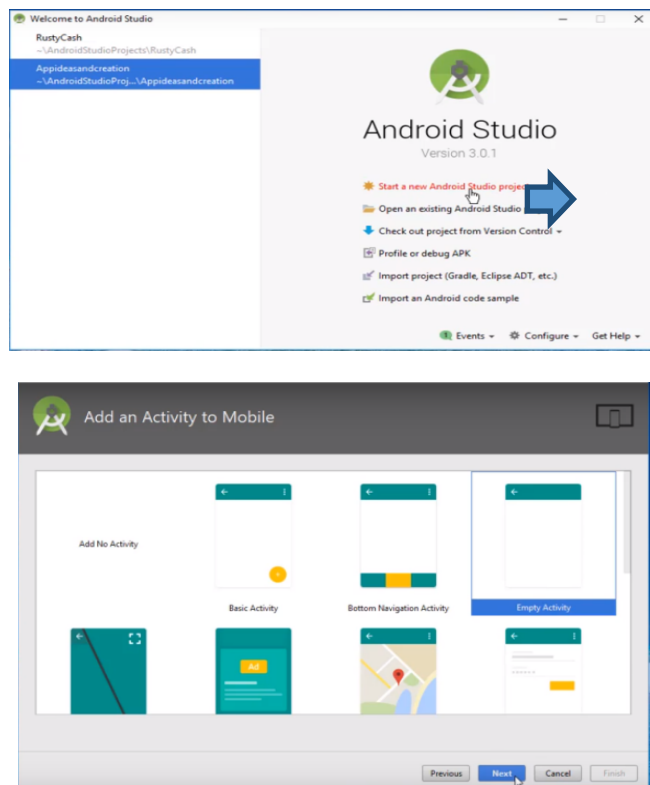 Welcome to Android Studio
RustyCash
~\AndroidStudioProjects\RustyCash
Appideasandcreation
~\AndroidStudioProj...\Appideasandcreation
Android Studio
Version 3.0.1
Start a new Android Studio projec
Open an existing Android Studio
Check out project from Version Control
Profile or debug APK
Import project (Gradle, Eclipse ADT, etc.)
Import an Android code sample
1 Events Configure Get Help
Add an Activity to Mobile
Add No Activity
Basic Activity Bottom Navigation Activity Empty Activity
Ad
Previous Next Cancel Finish